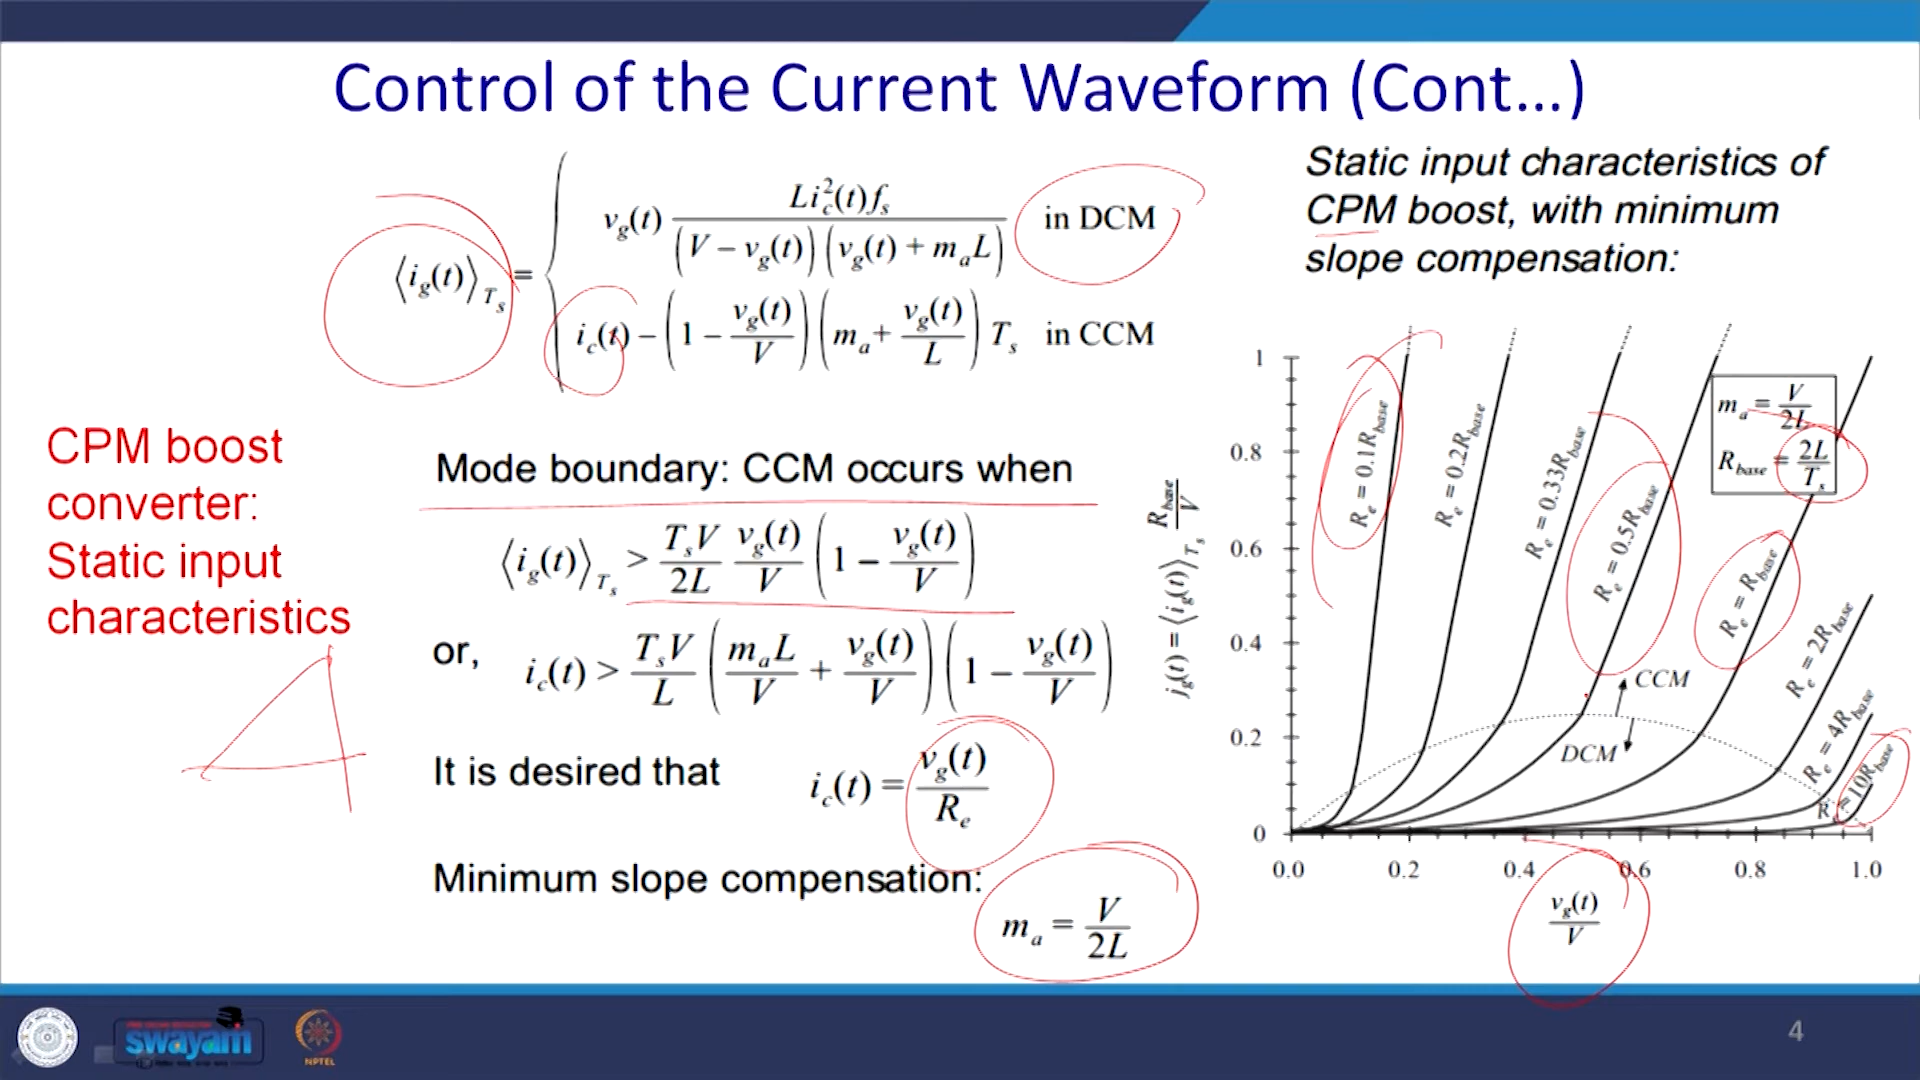 Control of the Current Waveform (Cont...)
⟨i_g(t)⟩_{T_s} = { v_g(t) Li_c²(t)f_s / ((V − v_g(t)) (v_g(t) + m_aL)) in DCM
i_c(t) − (1 − v_g(t)/V) (m_a + v_g(t)/L) T_s in CCM
CPM boost
converter:
Static input
characteristics
Mode boundary: CCM occurs when
⟨i_g(t)⟩_{T_s} > T_sV/2L v_g(t)/V (1 − v_g(t)/V)
or, i_c(t) > T_sV/L (m_aL/V + v_g(t)/V) (1 − v_g(t)/V)
It is desired that i_c(t) = v_g(t)/R_e
Minimum slope compensation:
m_a = V/2L
Static input characteristics of
CPM boost, with minimum
slope compensation:
j_g(t) = ⟨i_g(t)⟩_{T_s} R_base/V
1
0.8
0.6
0.4
0.2
0
R_e = 0.1R_base
R_e = 0.2R_base
R_e = 0.33R_base
R_e = 0.5R_base
R_e = R_base
R_e = 2R_base
R_e = 4R_base
R_e = 10R_base
m_a = V/2L
R_base = 2L/T_s
CCM
DCM
0.0 0.2 0.4 0.6 0.8 1.0
v_g(t)/V
swayam
NPTEL
4